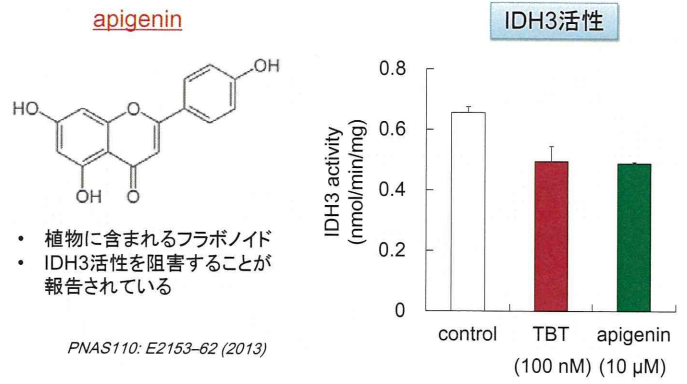 apigenin
OH
HO
O
OH
O
• 植物に含まれるフラボノイド
• IDH3活性を阻害することが
報告されている
PNAS110: E2153–62 (2013)
IDH3活性
IDH3 activity
(nmol/min/mg)
0.8
0.6
0.4
0.2
0
control
TBT
apigenin
(100 nM)
(10 µM)